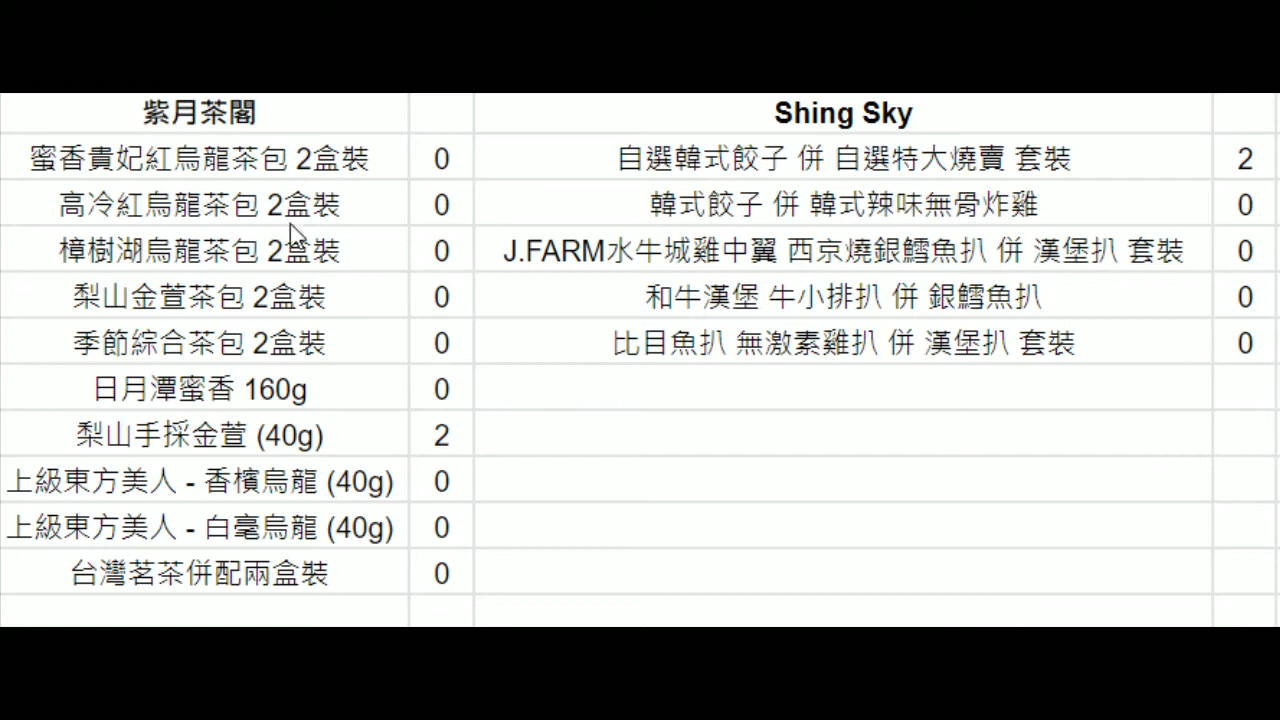 紫月茶閣 Shing Sky
蜜香貴妃紅烏龍茶包 2盒裝 0 自選韓式餃子 併 自選特大燒賣 套裝 2
高冷紅烏龍茶包 2盒裝 0 韓式餃子 併 韓式辣味無骨炸雞 0
樟樹湖烏龍茶包 2盒裝 0 J.FARM水牛城雞中翼 西京燒銀鱈魚扒 併 漢堡扒 套裝 0
梨山金萱茶包 2盒裝 0 和牛漢堡 牛小排扒 併 銀鱈魚扒 0
季節綜合茶包 2盒裝 0 比目魚扒 無激素雞扒 併 漢堡扒 套裝 0
日月潭蜜香 160g 0
梨山手採金萱 (40g) 2
上級東方美人 - 香檳烏龍 (40g) 0
上級東方美人 - 白毫烏龍 (40g) 0
台灣茗茶併配兩盒裝 0